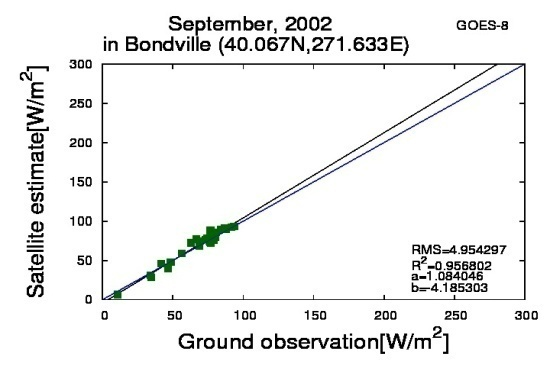 September, 2002
GOES-8
in Bondville (40.067N,271.633E)
Satellite estimate[W/m²]
300
250
200
150
100
50
0
RMS=4.954297
R²=0.956802
a=1.084046
b=-4.185303
0 50 100 150 200 250 300
Ground observation[W/m²]